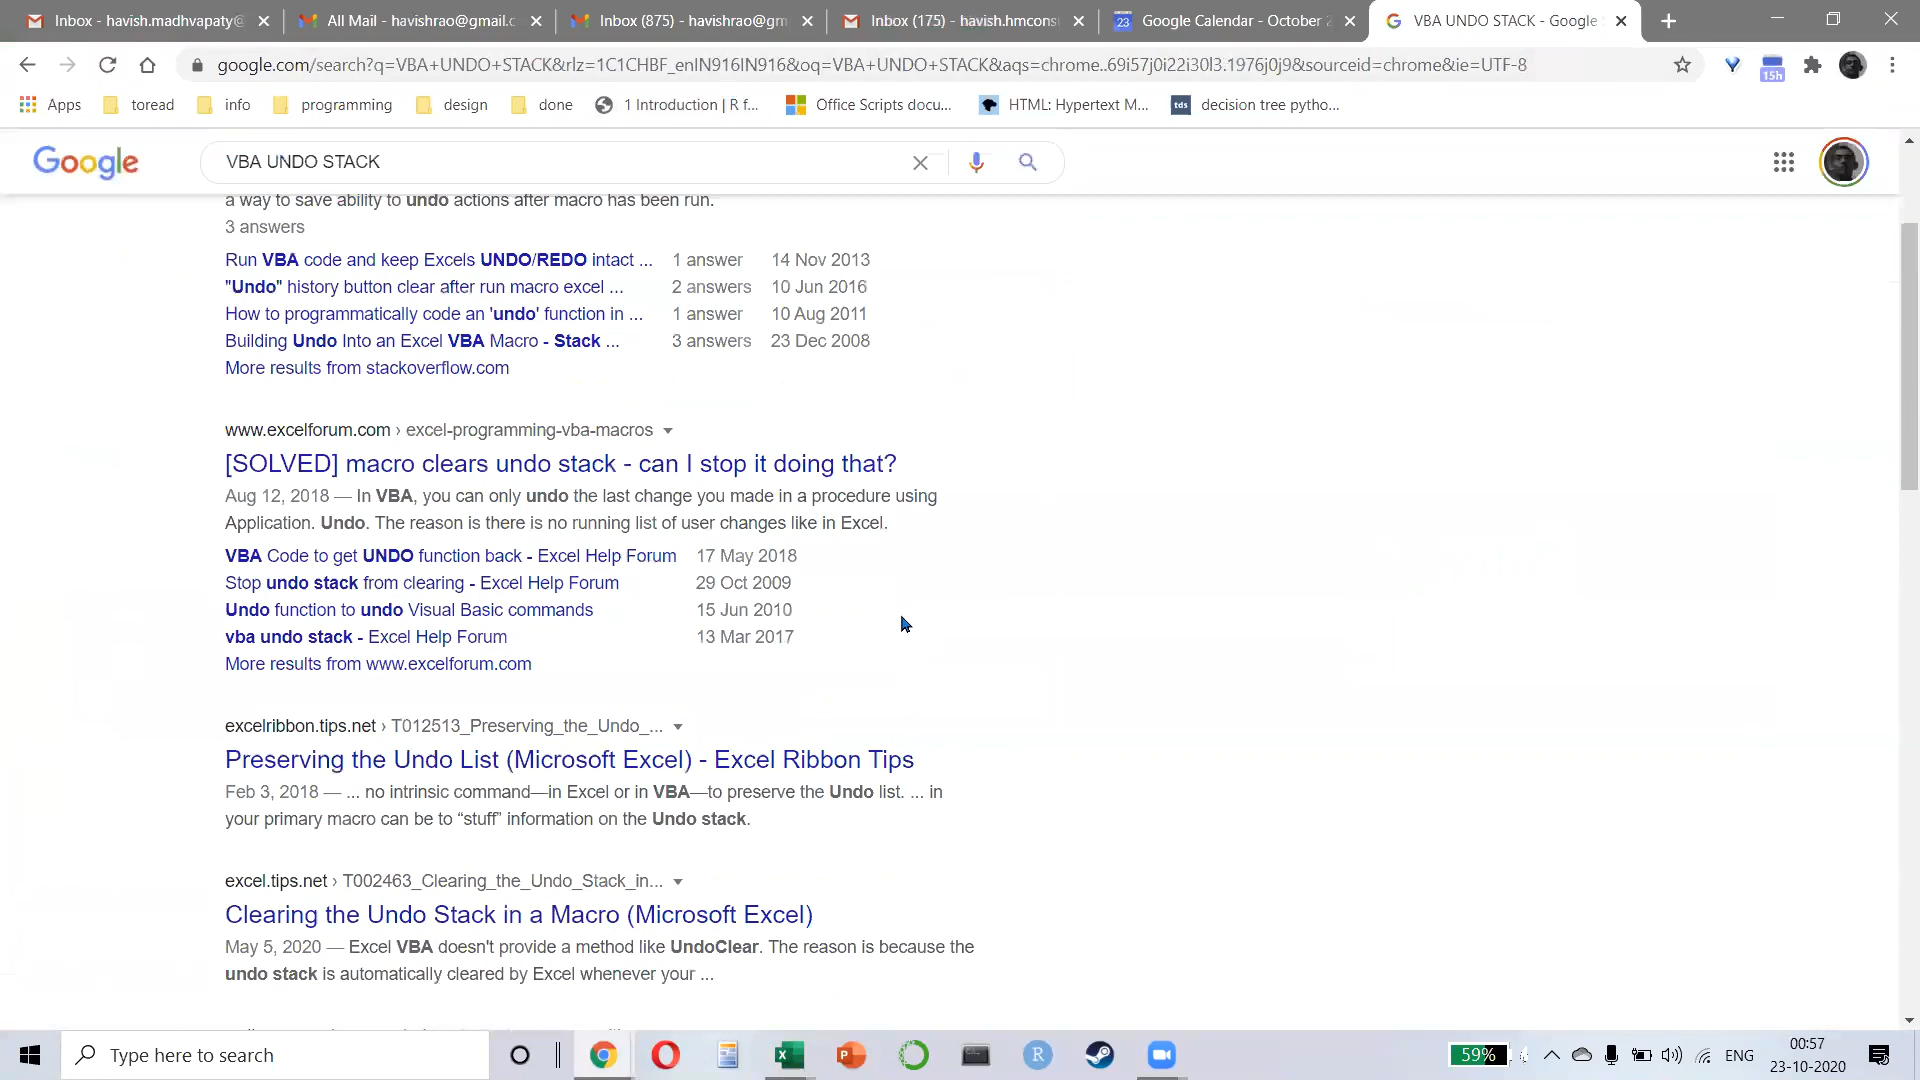 Inbox - havish.madhvapaty@
All Mail - havishrao@gmail.c
Inbox (875) - havishrao@gm
Inbox (175) - havish.hmcons
23
Google Calendar - October 2
VBA UNDO STACK - Google
google.com/search?q=VBA+UNDO+STACK&rlz=1C1CHBF_enIN916IN916&oq=VBA+UNDO+STACK&aqs=chrome..69i57j0i22i30l3.1976j0j9&sourceid=chrome&ie=UTF-8
15h
Apps
toread
info
programming
design
done
1 Introduction | R f...
Office Scripts docu...
HTML: Hypertext M...
tds
decision tree pytho...
Google
VBA UNDO STACK
a way to save ability to undo actions after macro has been run.
3 answers
Run VBA code and keep Excels UNDO/REDO intact ... 1 answer 14 Nov 2013
"Undo" history button clear after run macro excel ... 2 answers 10 Jun 2016
How to programmatically code an 'undo' function in ... 1 answer 10 Aug 2011
Building Undo Into an Excel VBA Macro - Stack ... 3 answers 23 Dec 2008
More results from stackoverflow.com
www.excelforum.com › excel-programming-vba-macros
[SOLVED] macro clears undo stack - can I stop it doing that?
Aug 12, 2018 — In VBA, you can only undo the last change you made in a procedure using
Application. Undo. The reason is there is no running list of user changes like in Excel.
VBA Code to get UNDO function back - Excel Help Forum 17 May 2018
Stop undo stack from clearing - Excel Help Forum 29 Oct 2009
Undo function to undo Visual Basic commands 15 Jun 2010
vba undo stack - Excel Help Forum 13 Mar 2017
More results from www.excelforum.com
excelribbon.tips.net › T012513_Preserving_the_Undo_...
Preserving the Undo List (Microsoft Excel) - Excel Ribbon Tips
Feb 3, 2018 — ... no intrinsic command—in Excel or in VBA—to preserve the Undo list. ... in
your primary macro can be to “stuff” information on the Undo stack.
excel.tips.net › T002463_Clearing_the_Undo_Stack_in...
Clearing the Undo Stack in a Macro (Microsoft Excel)
May 5, 2020 — Excel VBA doesn't provide a method like UndoClear. The reason is because the
undo stack is automatically cleared by Excel whenever your ...
Type here to search
R
59%
ENG
00:57
23-10-2020